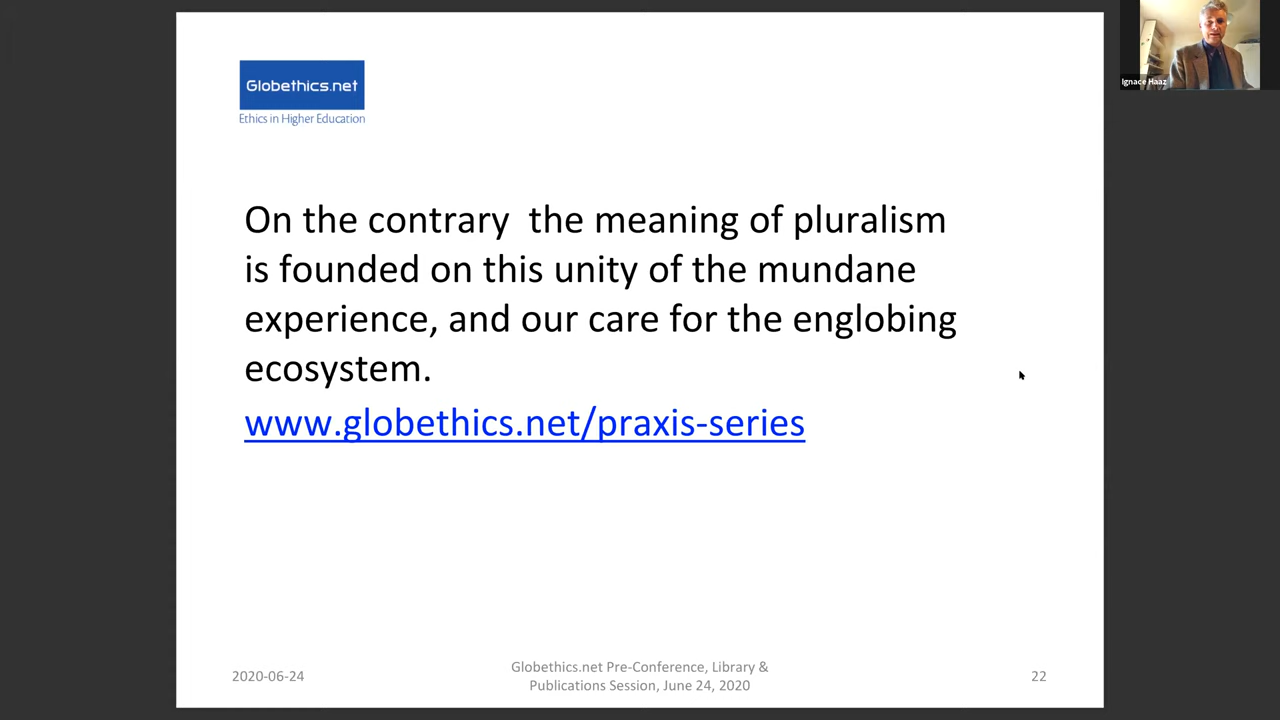 Globethics.net
Ethics in Higher Education
Ignace Haaz
On the contrary  the meaning of pluralism
is founded on this unity of the mundane
experience, and our care for the englobing
ecosystem.
www.globethics.net/praxis-series
2020-06-24
Globethics.net Pre-Conference, Library &
Publications Session, June 24, 2020
22